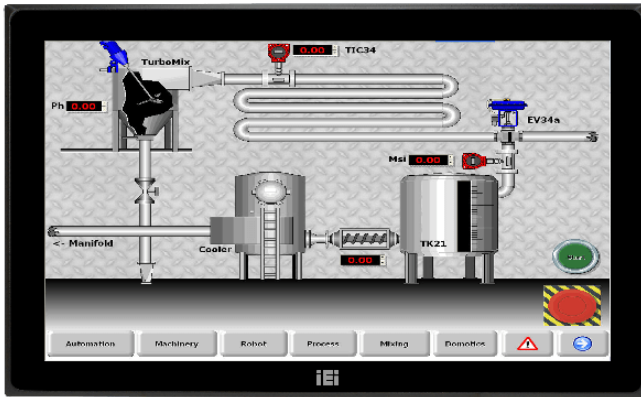 0.00 TIC34
TurboMix
Ph 0.00
EV34a
Msi 0.00
<- Manifold
Cooler
TK21
0.00
Automation Machinery Robot Process Mixing Domotics
iEi